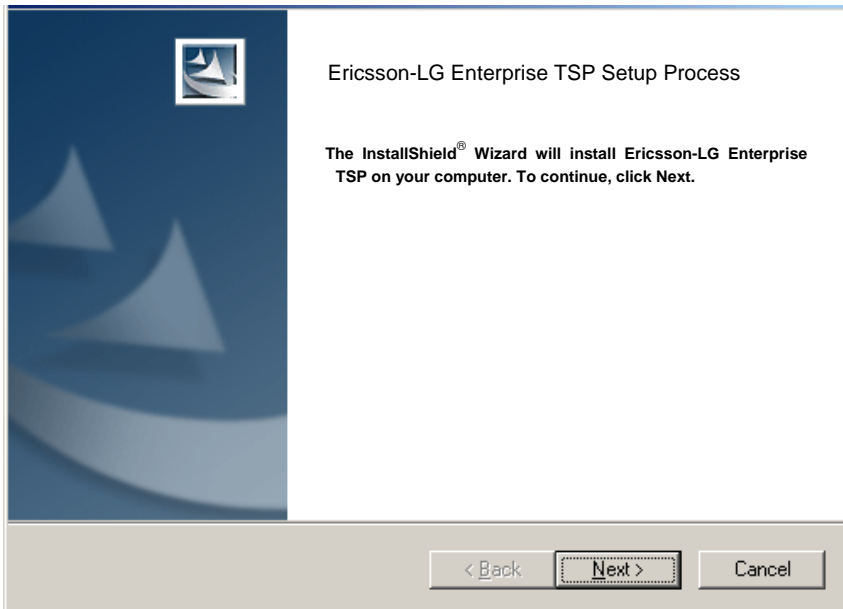 Ericsson-LG Enterprise TSP Setup Process
The InstallShield® Wizard will install Ericsson-LG Enterprise
TSP on your computer. To continue, click Next.
< Back
Next >
Cancel